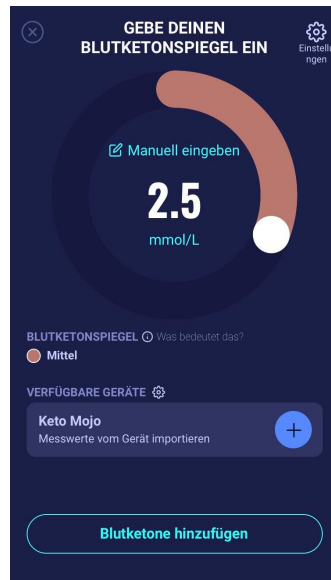 GEBE DEINEN
BLUTKETONSPIEGEL EIN
Einstellu
ngen
Manuell eingeben
2.5
mmol/L
BLUTKETONSPIEGEL Was bedeutet das?
Mittel
VERFÜGBARE GERÄTE
Keto Mojo
Messwerte vom Gerät importieren
Blutketone hinzufügen